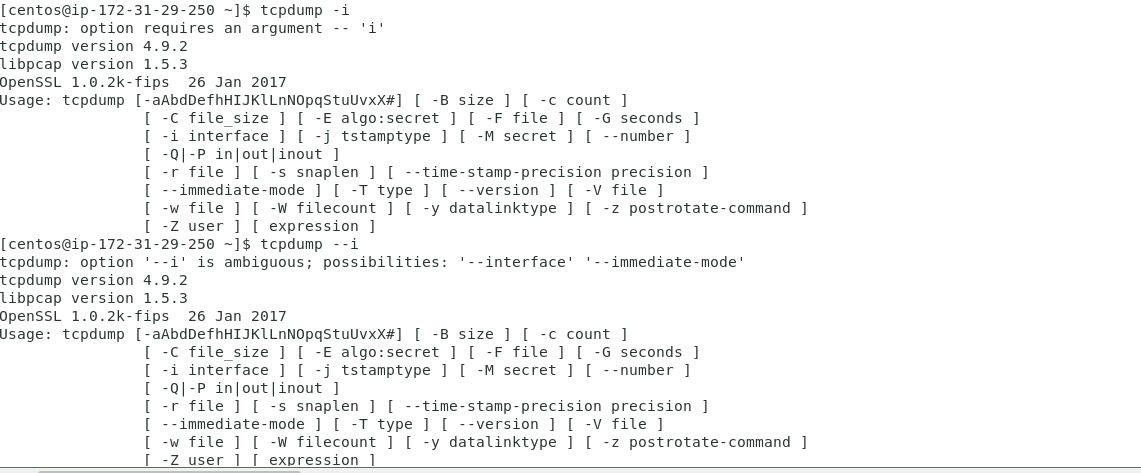 [centos@ip-172-31-29-250 ~]$ tcpdump -i
tcpdump: option requires an argument -- 'i'
tcpdump version 4.9.2
libpcap version 1.5.3
OpenSSL 1.0.2k-fips  26 Jan 2017
Usage: tcpdump [-aAbdDefhHIJKlLnNOpqStuUvxX#] [ -B size ] [ -c count ]
                [ -C file_size ] [ -E algo:secret ] [ -F file ] [ -G seconds ]
                [ -i interface ] [ -j tstamptype ] [ -M secret ] [ --number ]
                [ -Q|-P in|out|inout ]
                [ -r file ] [ -s snaplen ] [ --time-stamp-precision precision ]
                [ --immediate-mode ] [ -T type ] [ --version ] [ -V file ]
                [ -w file ] [ -W filecount ] [ -y datalinktype ] [ -z postrotate-command ]
                [ -Z user ] [ expression ]
[centos@ip-172-31-29-250 ~]$ tcpdump --i
tcpdump: option '--i' is ambiguous; possibilities: '--interface' '--immediate-mode'
tcpdump version 4.9.2
libpcap version 1.5.3
OpenSSL 1.0.2k-fips  26 Jan 2017
Usage: tcpdump [-aAbdDefhHIJKlLnNOpqStuUvxX#] [ -B size ] [ -c count ]
                [ -C file_size ] [ -E algo:secret ] [ -F file ] [ -G seconds ]
                [ -i interface ] [ -j tstamptype ] [ -M secret ] [ --number ]
                [ -Q|-P in|out|inout ]
                [ -r file ] [ -s snaplen ] [ --time-stamp-precision precision ]
                [ --immediate-mode ] [ -T type ] [ --version ] [ -V file ]
                [ -w file ] [ -W filecount ] [ -y datalinktype ] [ -z postrotate-command ]
                [ -Z user ] [ expression ]